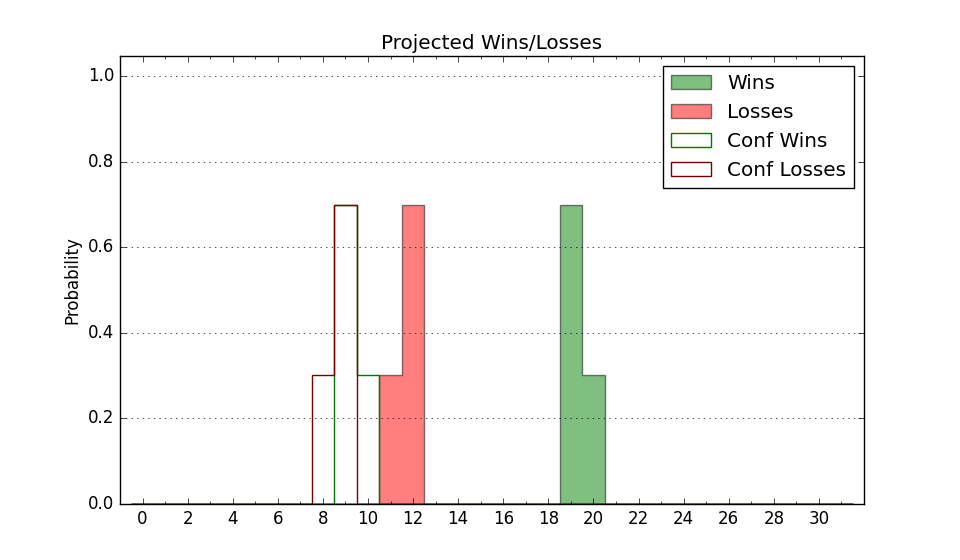 Projected Wins/Losses
1.0
0.8
0.6
0.4
0.2
0.0
Probability
Wins
Losses
Conf Wins
Conf Losses
0 2 4 6 8 10 12 14 16 18 20 22 24 26 28 30